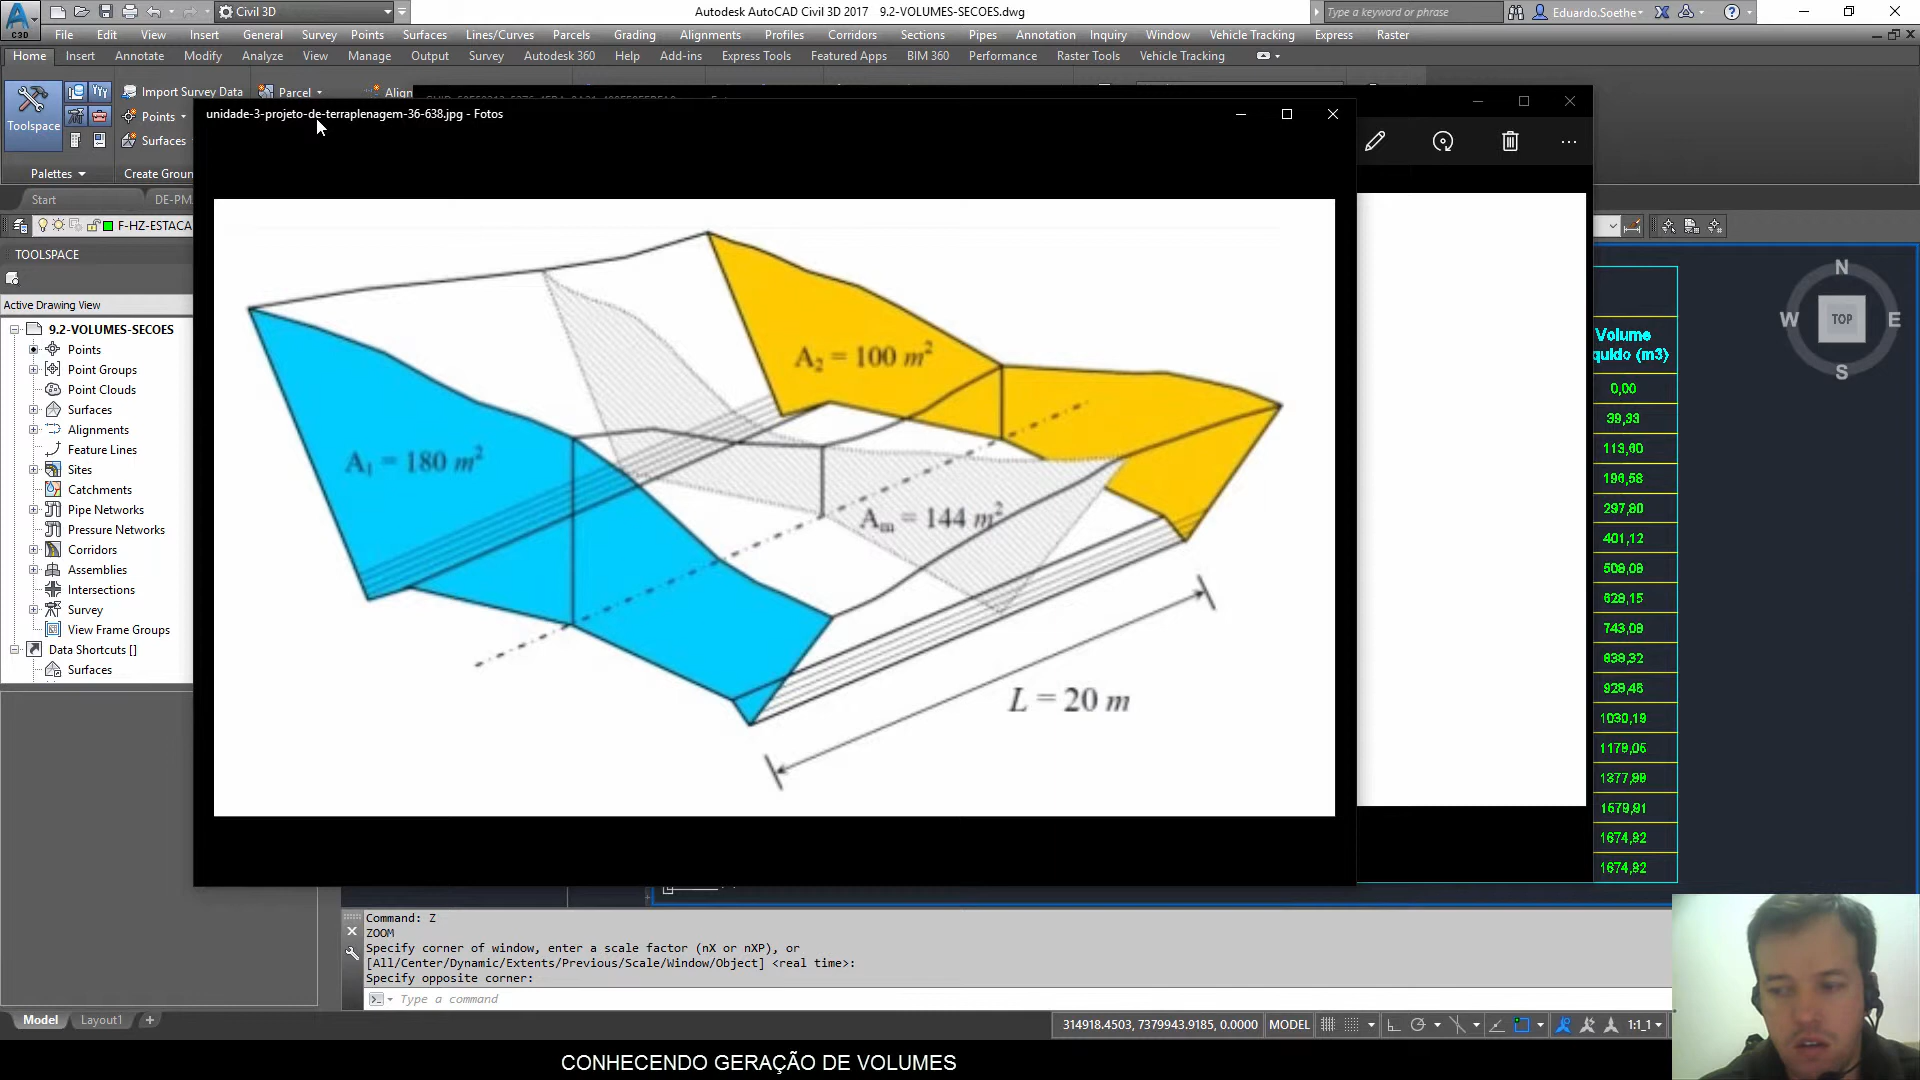 Civil 3D
Autodesk AutoCAD Civil 3D 2017 9.2-VOLUMES-SECOES.dwg
Type a keyword or phrase
Eduardo.Soethe
File Edit View Insert General Survey Points Surfaces Lines/Curves Parcels Grading Alignments Profiles Corridors Sections Pipes Annotation Inquiry Window Vehicle Tracking Express Raster
Home Insert Annotate Modify Analyze View Manage Output Survey Autodesk 360 Help Add-ins Express Tools Featured Apps BIM 360 Performance Raster Tools Vehicle Tracking
Toolspace
Import Survey Data
Parcel
Points
Surfaces
Palettes
unidade-3-projeto-de-terraplenagem-36-638.jpg - Fotos
Start
F-HZ-ESTACA
TOOLSPACE
Active Drawing View
9.2-VOLUMES-SECOES
Points
Point Groups
Point Clouds
Surfaces
Alignments
Feature Lines
Sites
Catchments
Pipe Networks
Pressure Networks
Corridors
Assemblies
Intersections
Survey
View Frame Groups
Data Shortcuts []
Surfaces
A₂ = 100 m²
A₁ = 180 m²
Aₘ = 144 m²
L = 20 m
N
W TOP E
S
Volume
quido (m3)
0,00
39,33
113,60
196,58
297,80
401,12
509,09
629,15
743,09
839,32
929,45
1030,19
1179,05
1377,99
1579,91
1674,92
1674,92
Command: Z
ZOOM
Specify corner of window, enter a scale factor (nX or nXP), or
[All/Center/Dynamic/Extents/Previous/Scale/Window/Object] <real time>:
Specify opposite corner:
Type a command
Model Layout1
314918.4503, 7379943.9185, 0.0000 MODEL
1:1_1
CONHECENDO GERAÇÃO DE VOLUMES